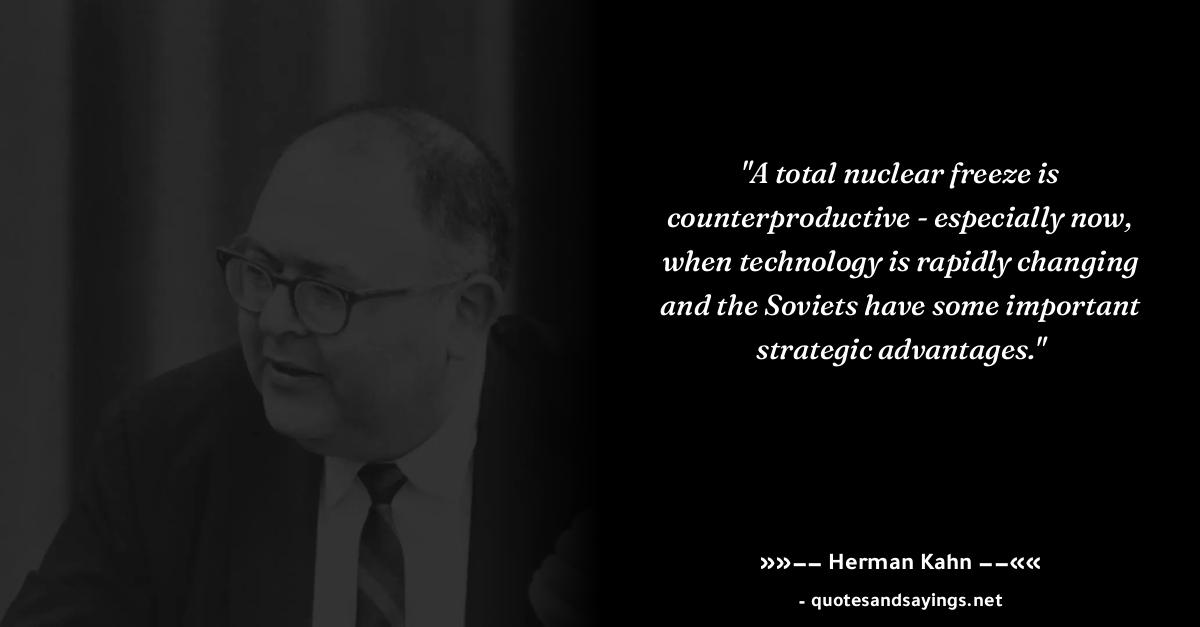 "A total nuclear freeze is
counterproductive - especially now,
when technology is rapidly changing
and the Soviets have some important
strategic advantages."
»»−− Herman Kahn −−««
- quotesandsayings.net